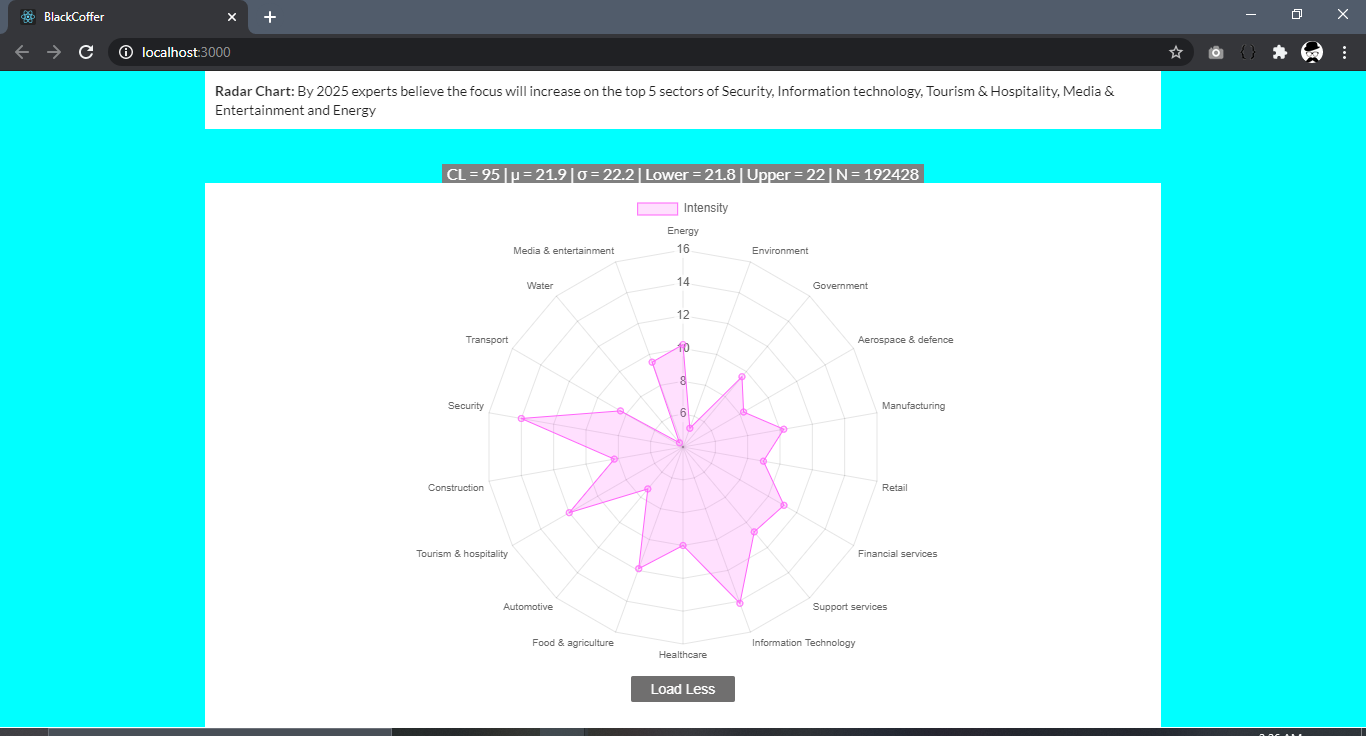 BlackCoffer
localhost:3000
Radar Chart: By 2025 experts believe the focus will increase on the top 5 sectors of Security, Information technology, Tourism & Hospitality, Media &
Entertainment and Energy
CL = 95 | μ = 21.9 | σ = 22.2 | Lower = 21.8 | Upper = 22 | N = 192428
Intensity
Energy
16
Media & entertainment
Environment
14
Water
Government
12
Transport
Aerospace & defence
10
8
Security
Manufacturing
6
Construction
Retail
Tourism & hospitality
Financial services
Automotive
Support services
Food & agriculture
Information Technology
Healthcare
Load Less